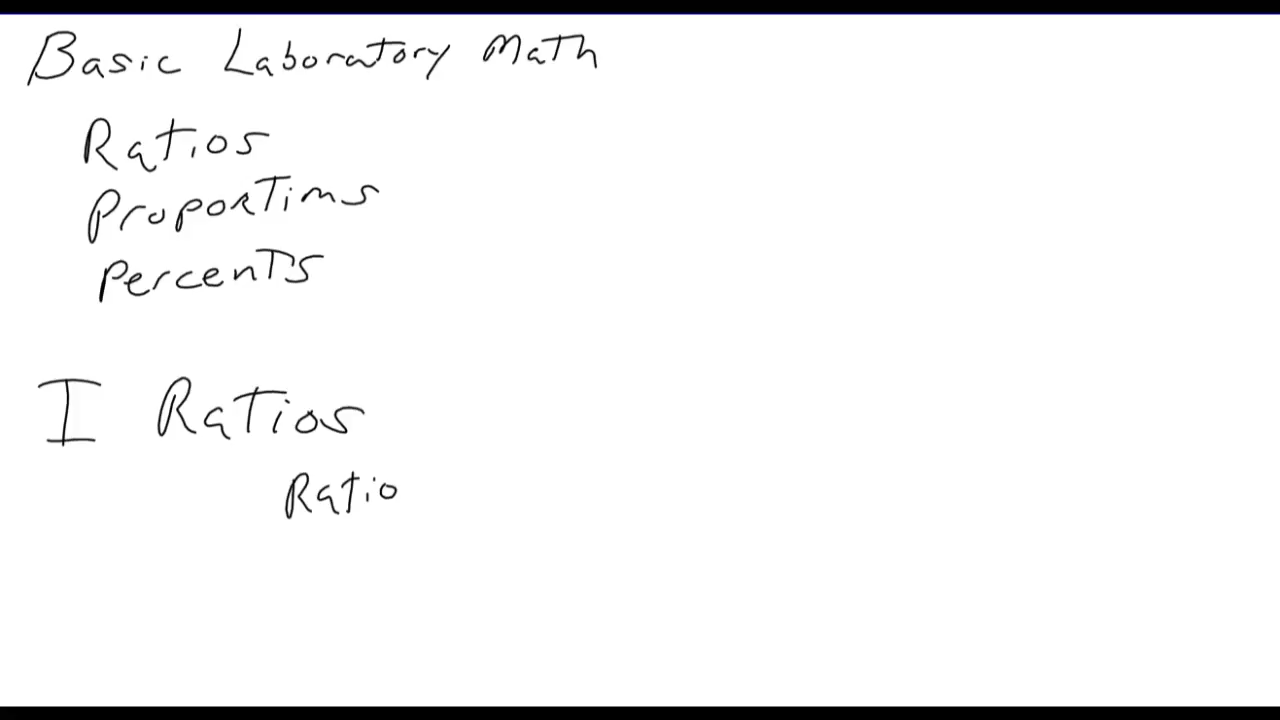 Basic Laboratory Math
Ratios
Proportions
Percents
I Ratios
Ratio